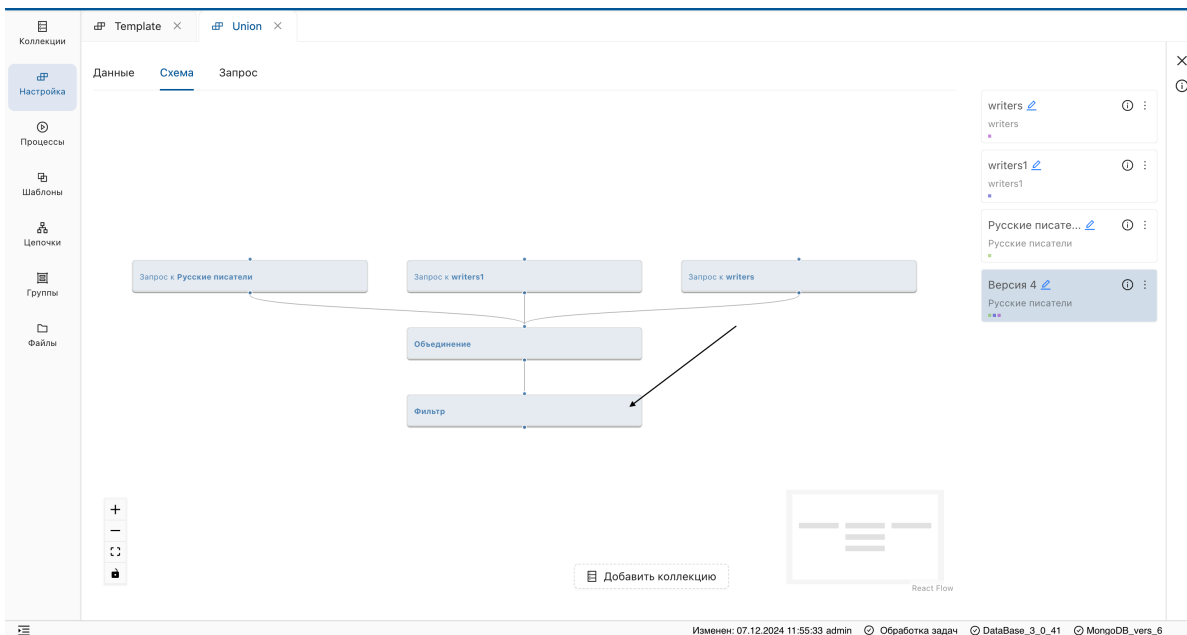 Коллекции
Настройка
Процессы
Шаблоны
Цепочки
Группы
Файлы
Template
Union
Данные
Схема
Запрос
Запрос к Русские писатели
Запрос к writers1
Запрос к writers
Объединение
Фильтр
Добавить коллекцию
React Flow
writers
writers
writers1
writers1
Русские писате...
Русские писатели
Версия 4
Русские писатели
Изменен: 07.12.2024 11:55:33 admin
Обработка задач
DataBase_3_0_41
MongoDB_vers_6